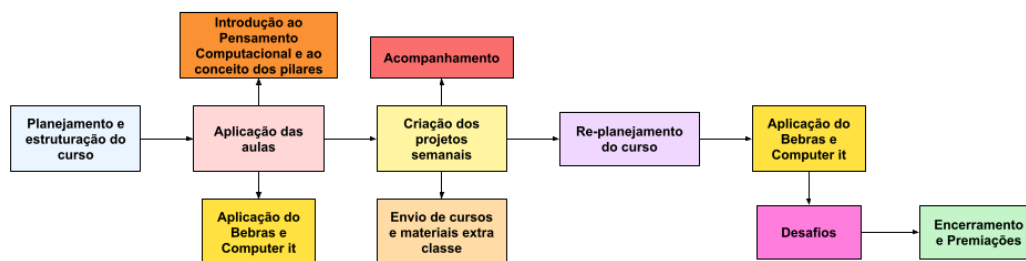 Introdução ao
Pensamento
Computacional e ao
conceito dos pilares
Acompanhamento
Planejamento e
estruturação do
curso
Aplicação das
aulas
Criação dos
projetos
semanais
Re-planejamento
do curso
Aplicação do
Bebras e
Computer it
Aplicação do
Bebras e
Computer it
Envio de cursos
e materiais extra
classe
Desafios
Encerramento
e Premiações